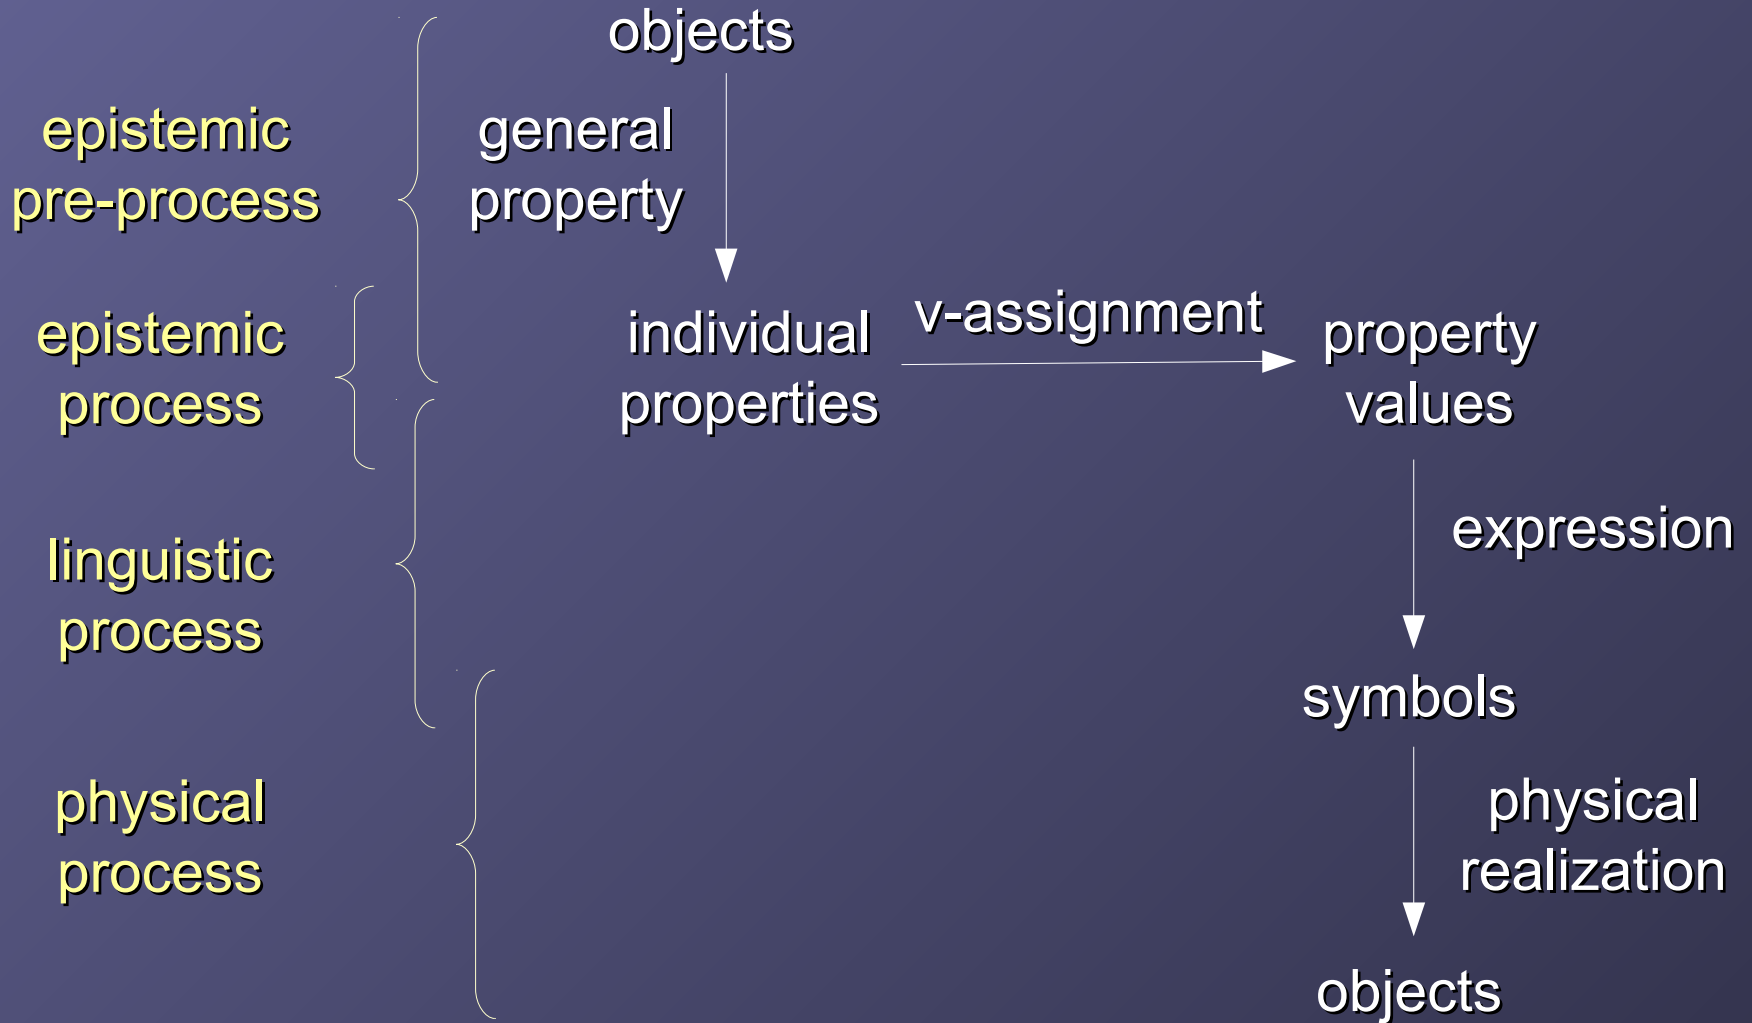 objects
epistemic
pre-process
general
property
epistemic
process
individual
properties
v-assignment
property
values
linguistic
process
expression
symbols
physical
process
physical
realization
objects